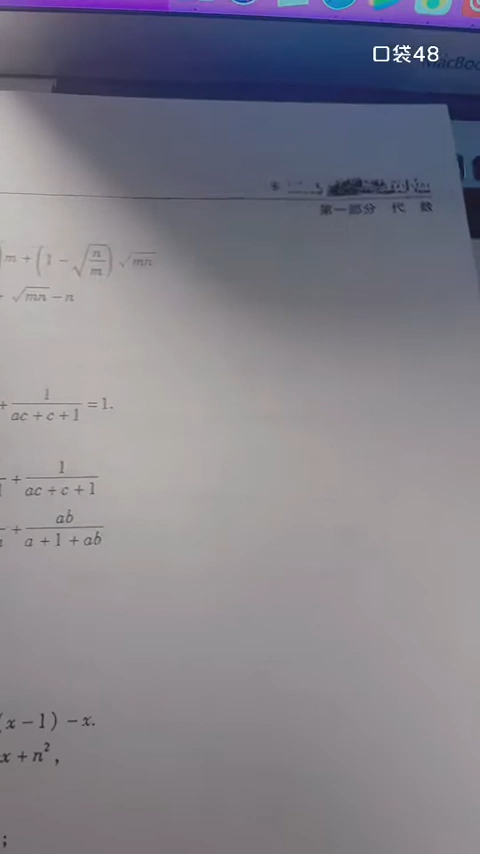 口袋48
MacBoo
第一部分 代 数
m + (1 - √(n/m)) √mn
√mn - n
+ 1/(ac + c + 1) = 1.
+ 1/(ac + c + 1)
+ ab/(a + 1 + ab)
(x - 1) - x.
x + n²,
;